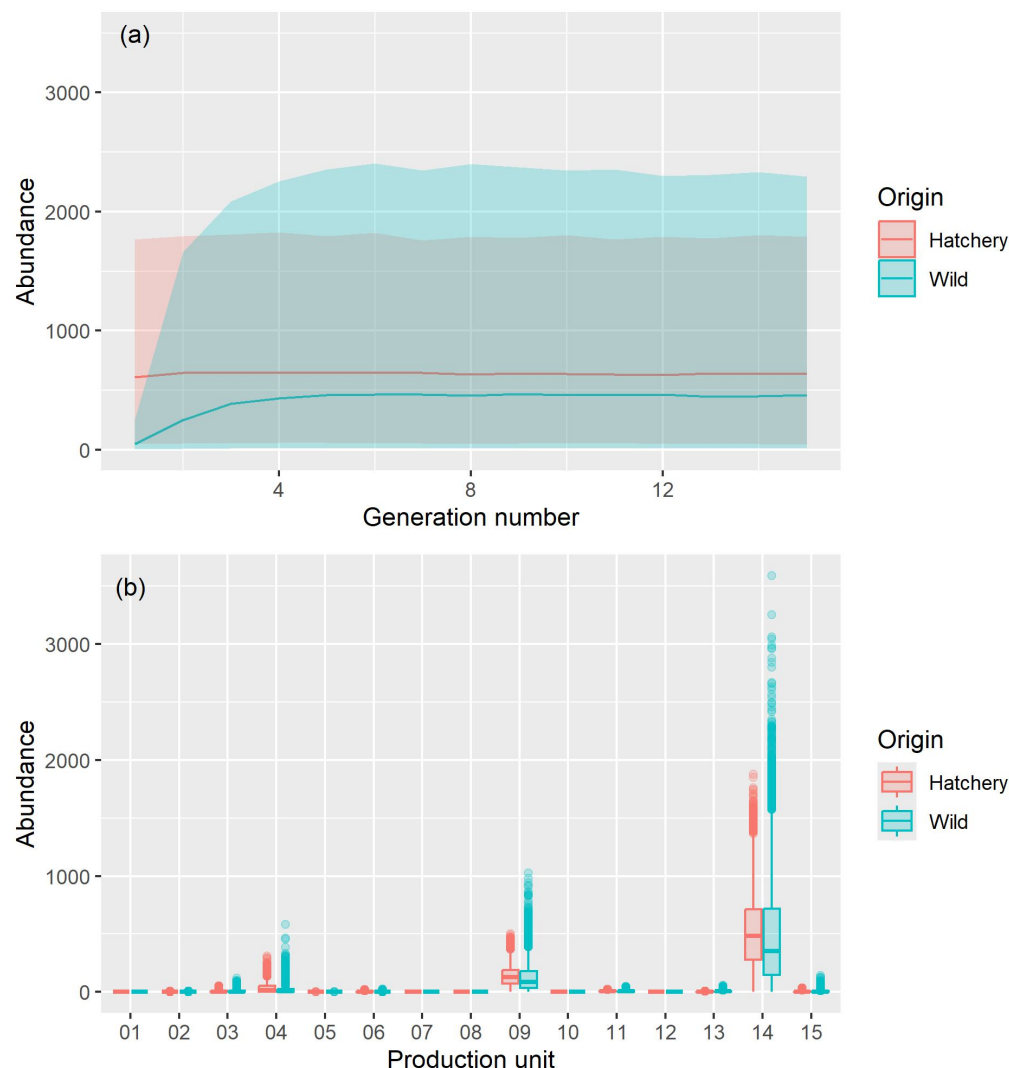 (a)
3000
2000
1000
0
Abundance
4 8 12
Generation number
Origin
Hatchery
Wild
(b)
3000
2000
1000
0
Abundance
01 02 03 04 05 06 07 08 09 10 11 12 13 14 15
Production unit
Origin
Hatchery
Wild